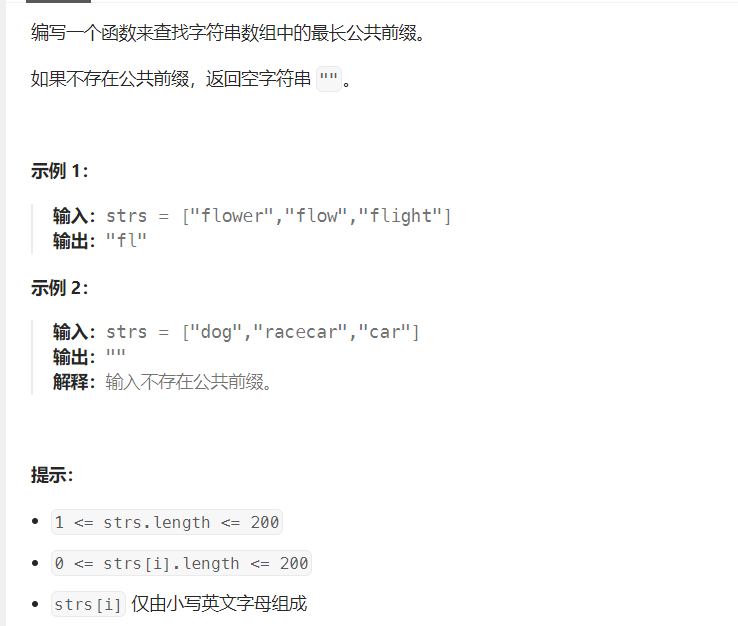 编写一个函数来查找字符串数组中的最长公共前缀。
如果不存在公共前缀，返回空字符串 ""。
示例 1：
输入：strs = ["flower","flow","flight"]
输出："fl"
示例 2：
输入：strs = ["dog","racecar","car"]
输出：""
解释：输入不存在公共前缀。
提示：
• 1 <= strs.length <= 200
• 0 <= strs[i].length <= 200
• strs[i] 仅由小写英文字母组成